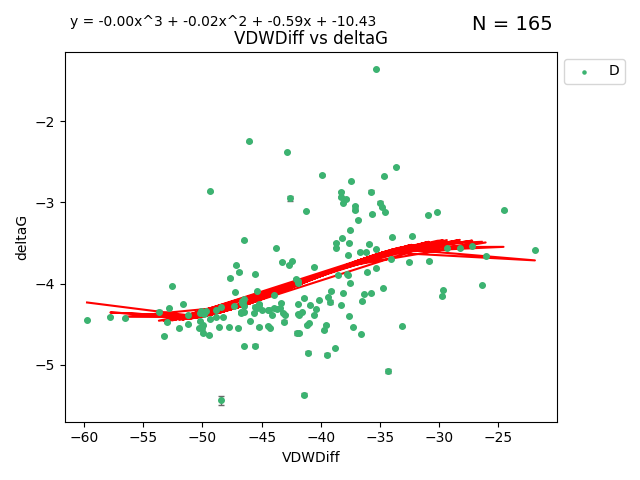 y = -0.00x^3 + -0.02x^2 + -0.59x + -10.43
N = 165
VDWDiff vs deltaG
D
deltaG
−2
−3
−4
−5
−60 −55 −50 −45 −40 −35 −30 −25
VDWDiff